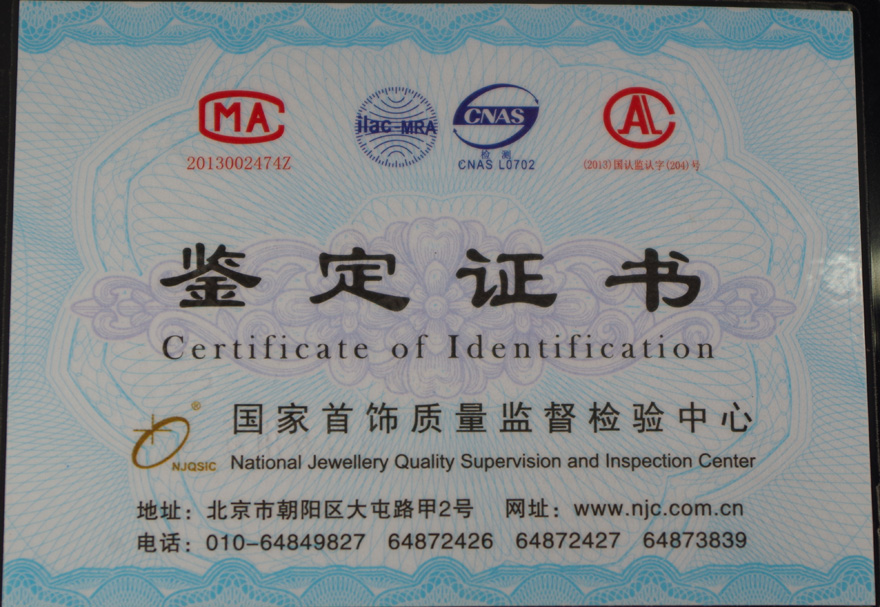 MA
ilac-MRA
CNAS
AL
2013002474Z
检测
CNAS L0702
(2013)国认监认字(204)号
鉴定证书
Certificate of Identification
®
国家首饰质量监督检验中心
NJQSIC
National Jewellery Quality Supervision and Inspection Center
地址：北京市朝阳区大屯路甲2号 网址：www.njc.com.cn
电话：010-64849827 64872426 64872427 64873839